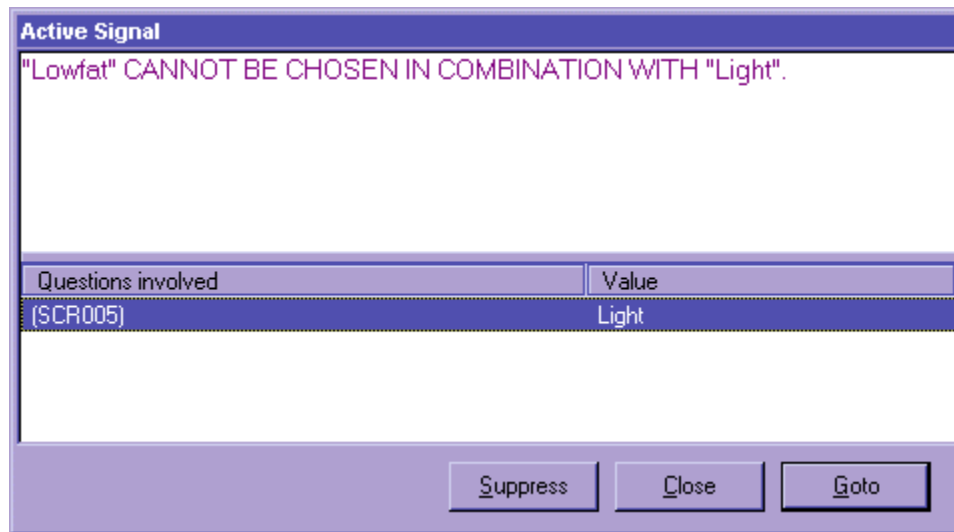 Active Signal
"Lowfat" CANNOT BE CHOSEN IN COMBINATION WITH "Light".
Questions involved Value
(SCR005) Light
Suppress Close Goto